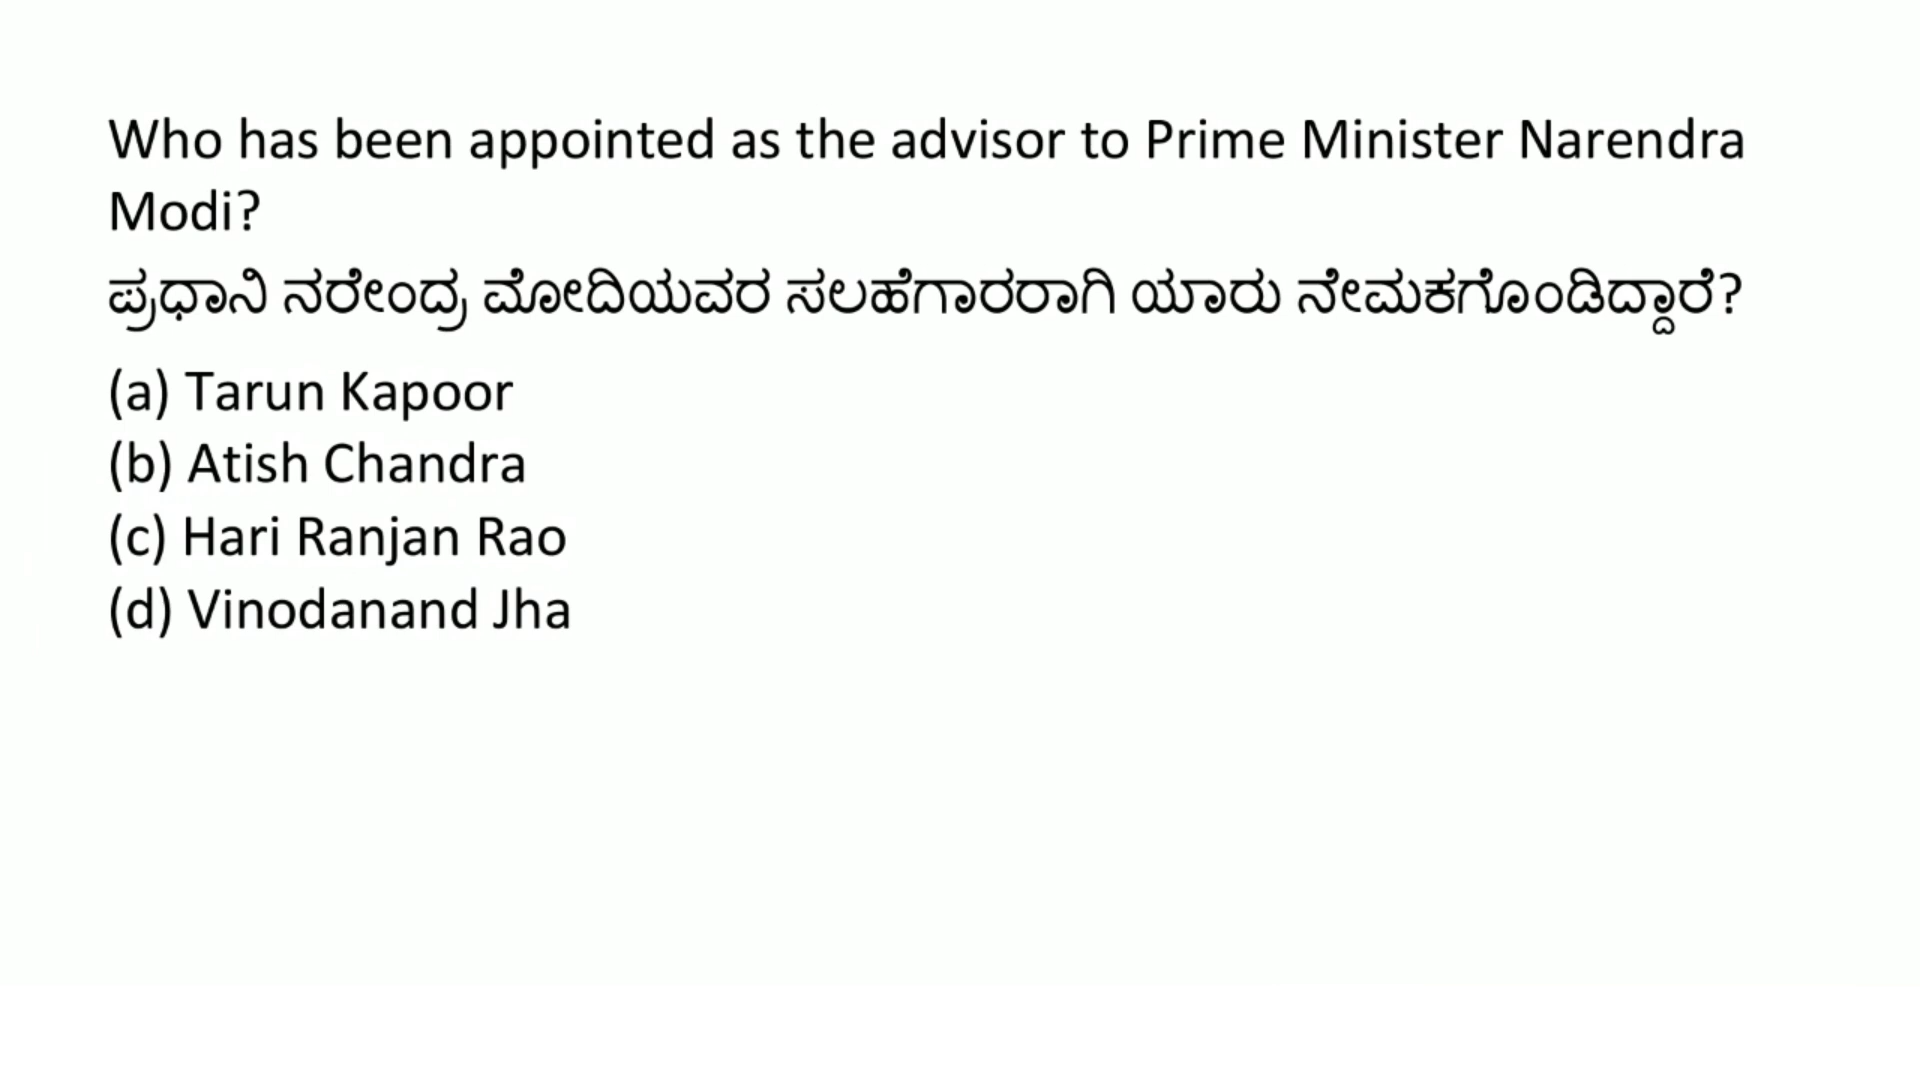 Who has been appointed as the advisor to Prime Minister Narendra
Modi?
ಪ್ರಧಾನಿ ನರೇಂದ್ರ ಮೋದಿಯವರ ಸಲಹೆಗಾರರಾಗಿ ಯಾರು ನೇಮಕಗೊಂಡಿದ್ದಾರೆ?
(a) Tarun Kapoor
(b) Atish Chandra
(c) Hari Ranjan Rao
(d) Vinodanand Jha